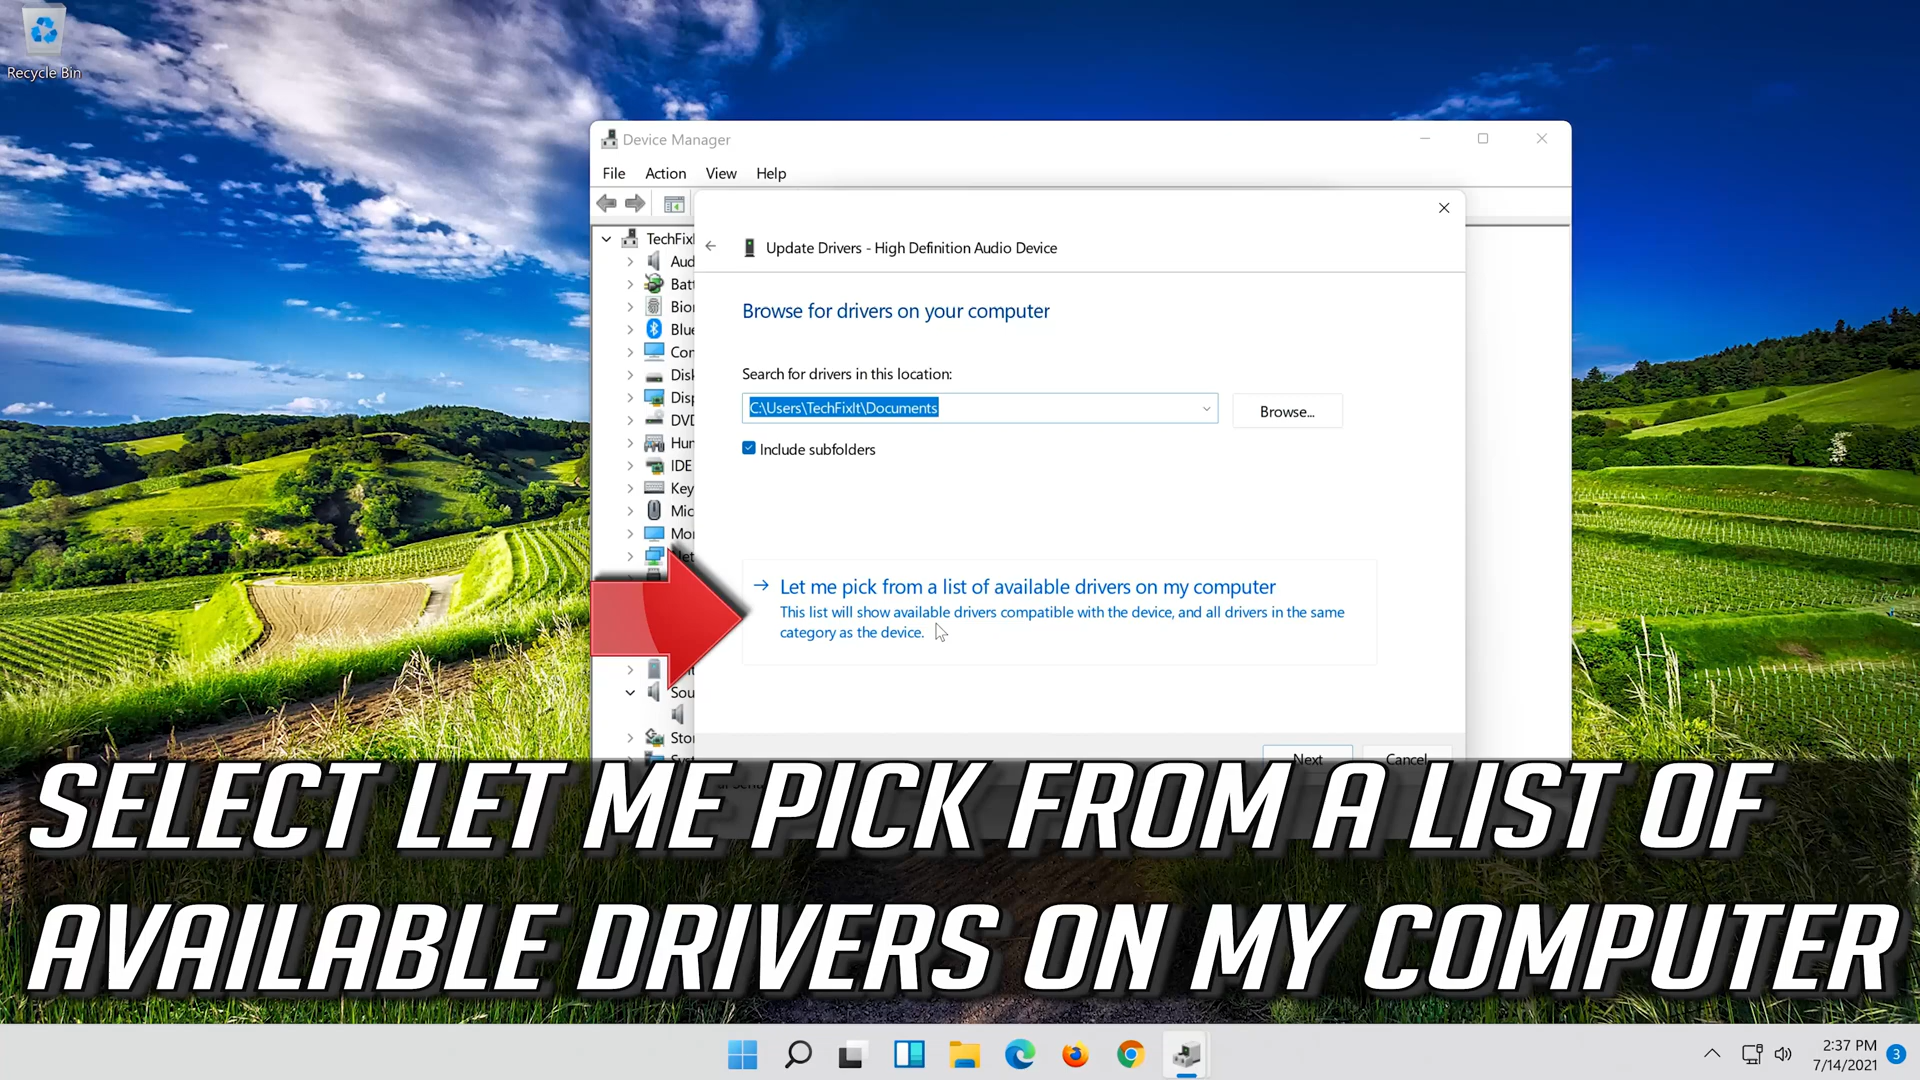 Recycle Bin
Device Manager
File Action View Help
Update Drivers - High Definition Audio Device
Browse for drivers on your computer
Search for drivers in this location:
C:\Users\TechFixIt\Documents
Browse...
Include subfolders
Let me pick from a list of available drivers on my computer
This list will show available drivers compatible with the device, and all drivers in the same
category as the device.
Next Cancel
TechFixI
Aud
Batt
Bior
Blue
Con
Disk
Disp
DVD
Hun
IDE
Key
Mic
Mor
Net
Sou
Stor
SELECT LET ME PICK FROM A LIST OF
AVAILABLE DRIVERS ON MY COMPUTER
2:37 PM
7/14/2021
3